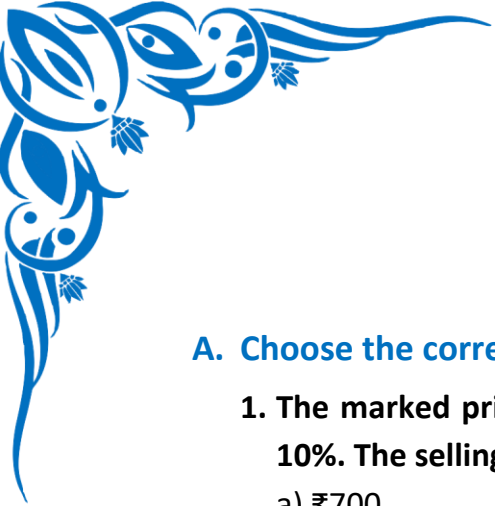 A. Choose the corre
1. The marked pri
10%. The selling
a) ₹700